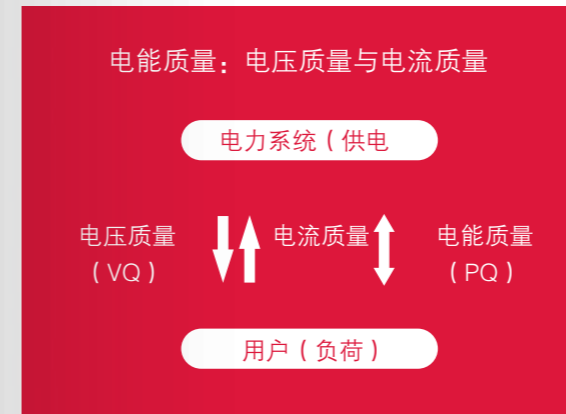 电能质量：电压质量与电流质量
电力系统（供电
电压质量
（VQ）
电流质量
电能质量
（PQ）
用户（负荷）